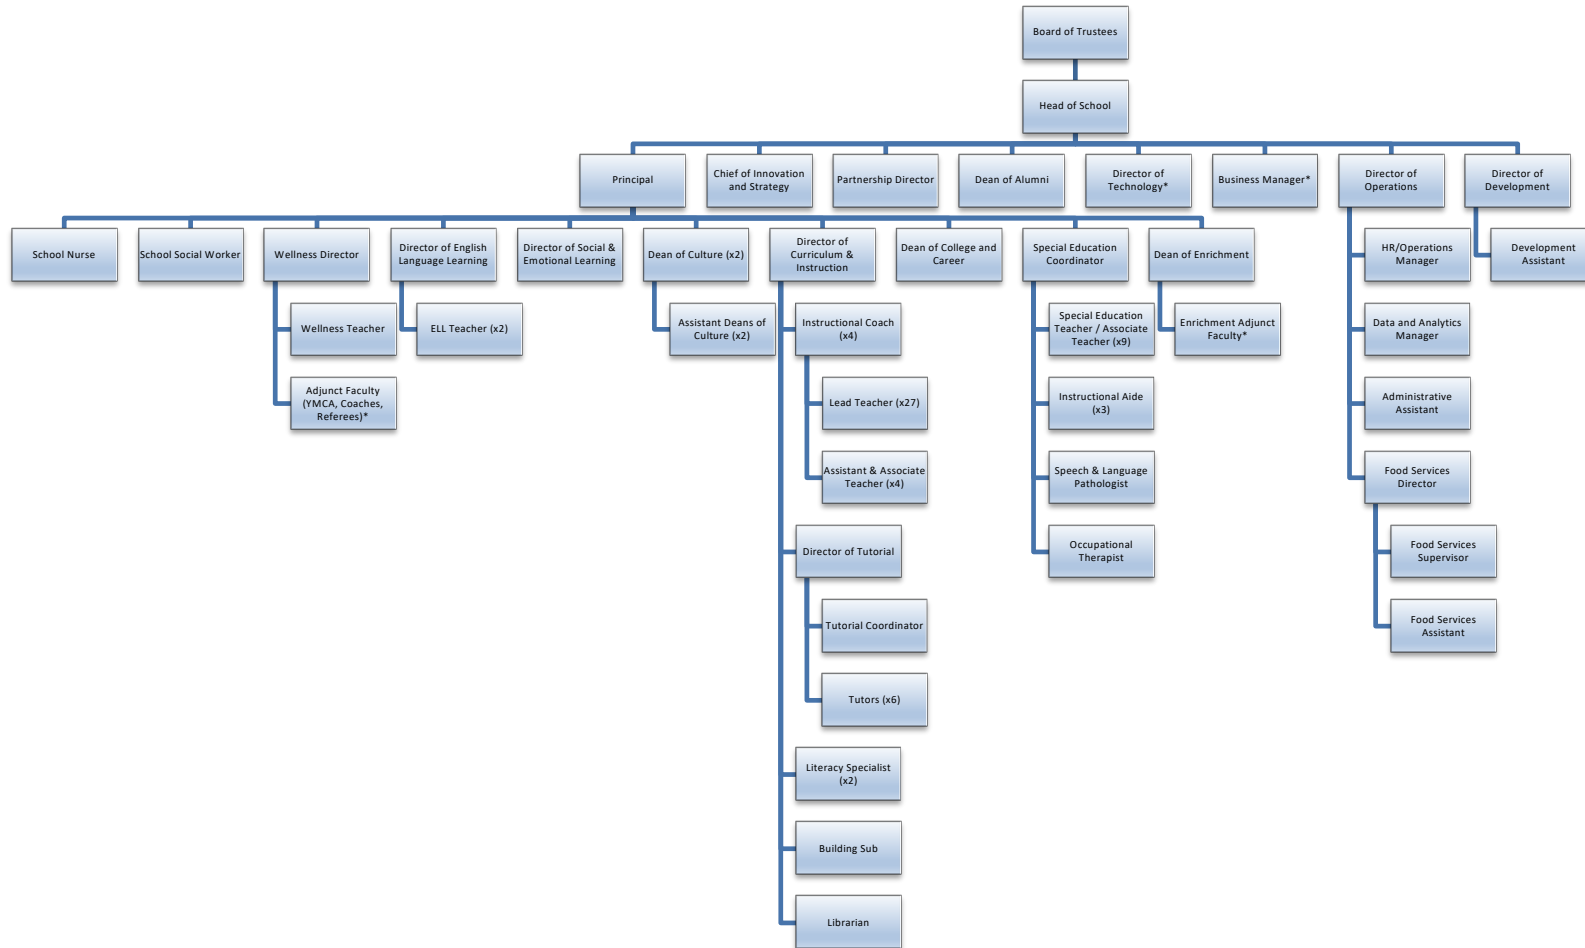 Board of Trustees
Head of School
Principal
Chief of Innovation
and Strategy
Partnership Director
Dean of Alumni
Director of
Technology*
Business Manager*
Director of
Operations
Director of
Development
School Nurse
School Social Worker
Wellness Director
Director of English
Language Learning
Director of Social &
Emotional Learning
Dean of Culture (x2)
Director of
Curriculum &
Instruction
Dean of College and
Career
Special Education
Coordinator
Dean of Enrichment
HR/Operations
Manager
Development
Assistant
Wellness Teacher
ELL Teacher (x2)
Assistant Deans of
Culture (x2)
Instructional Coach
(x4)
Special Education
Teacher / Associate
Teacher (x9)
Enrichment Adjunct
Faculty*
Data and Analytics
Manager
Adjunct Faculty
(YMCA, Coaches,
Referees)*
Lead Teacher (x27)
Instructional Aide
(x3)
Administrative
Assistant
Assistant & Associate
Teacher (x4)
Speech & Language
Pathologist
Food Services
Director
Director of Tutorial
Occupational
Therapist
Food Services
Supervisor
Tutorial Coordinator
Food Services
Assistant
Tutors (x6)
Literacy Specialist
(x2)
Building Sub
Librarian